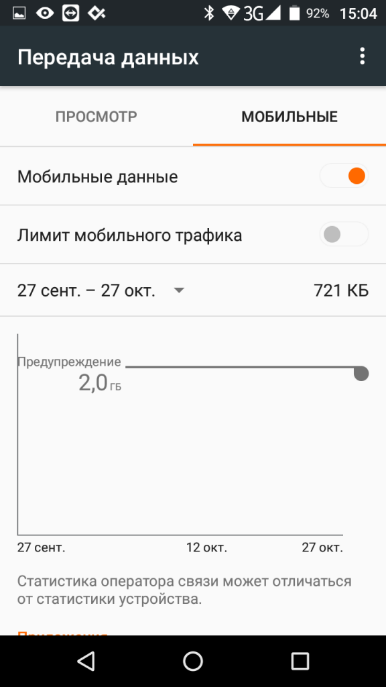 3G 92% 15:04
Передача данных
ПРОСМОТР МОБИЛЬНЫЕ
Мобильные данные
Лимит мобильного трафика
27 сент. – 27 окт. 721 КБ
Предупреждение
2,0 ГБ
27 сент. 12 окт. 27 окт.
Статистика оператора связи может отличаться
от статистики устройства.
Приложения